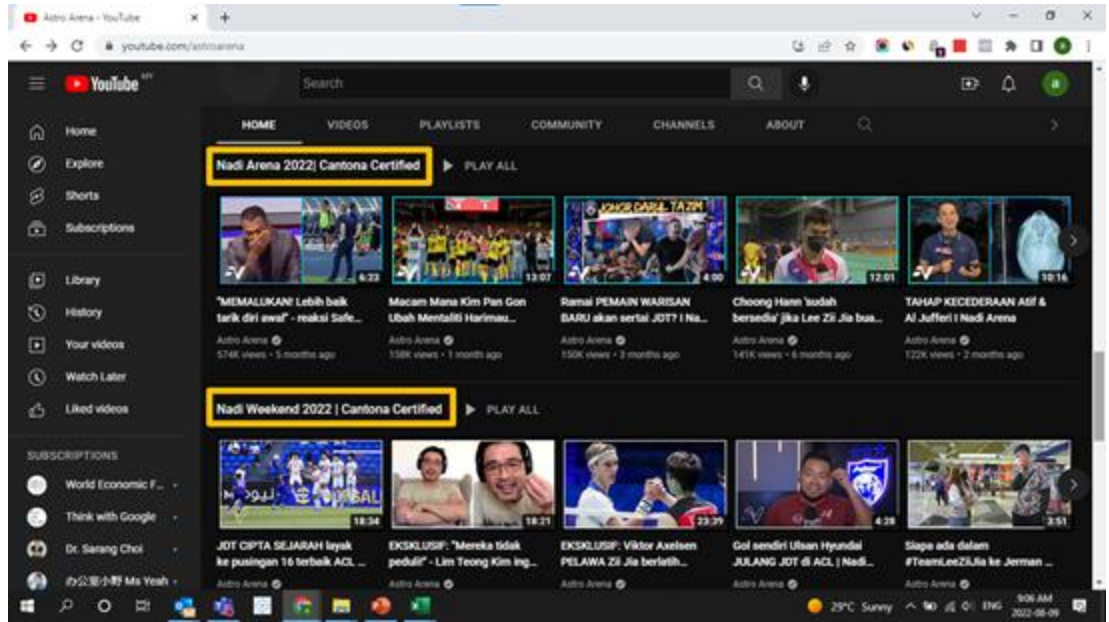 Astro Arena - YouTube
youtube.com/astroarena
YouTube MY
Search
a
HOME VIDEOS PLAYLISTS COMMUNITY CHANNELS ABOUT
Home
Explore
Shorts
Subscriptions
Library
History
Your videos
Watch Later
Liked videos
SUBSCRIPTIONS
World Economic F...
Think with Google
Dr. Sarang Choi
Ms Yeah
Nadi Arena 2022| Cantona Certified PLAY ALL
6:23 13:07 4:00 12:01 10:16
JOHOR DARUL TA'ZIM
"MEMALUKAN! Lebih baik
tarik diri awal" - reaksi Safe...
Astro Arena
574K views • 5 months ago
Macam Mana Kim Pan Gon
Ubah Mentaliti Harimau...
Astro Arena
158K views • 1 month ago
Ramai PEMAIN WARISAN
BARU akan sertai JDT? I Na...
Astro Arena
150K views • 3 months ago
Choong Hann 'sudah
bersedia' jika Lee Zii Jia bua...
Astro Arena
141K views • 6 months ago
TAHAP KECEDERAAN Atif &
Al Jufferi I Nadi Arena
Astro Arena
122K views • 2 months ago
Nadi Weekend 2022 | Cantona Certified PLAY ALL
18:34 18:21 23:39 4:28 3:51
JDT CIPTA SEJARAH layak
ke pusingan 16 terbaik ACL ...
Astro Arena
EKSKLUSIF: "Mereka tidak
peduli" - Lim Teong Kim ing...
Astro Arena
EKSKLUSIF: Viktor Axelsen
PELAWA Zii Jia berlatih...
Astro Arena
Gol sendiri Ulsan Hyundai
JULANG JDT di ACL | Nadi...
Astro Arena
Siapa ada dalam
#TeamLeeZiiJia ke Jerman ...
Astro Arena
29°C Sunny
ENG
9:06 AM
2022-08-09